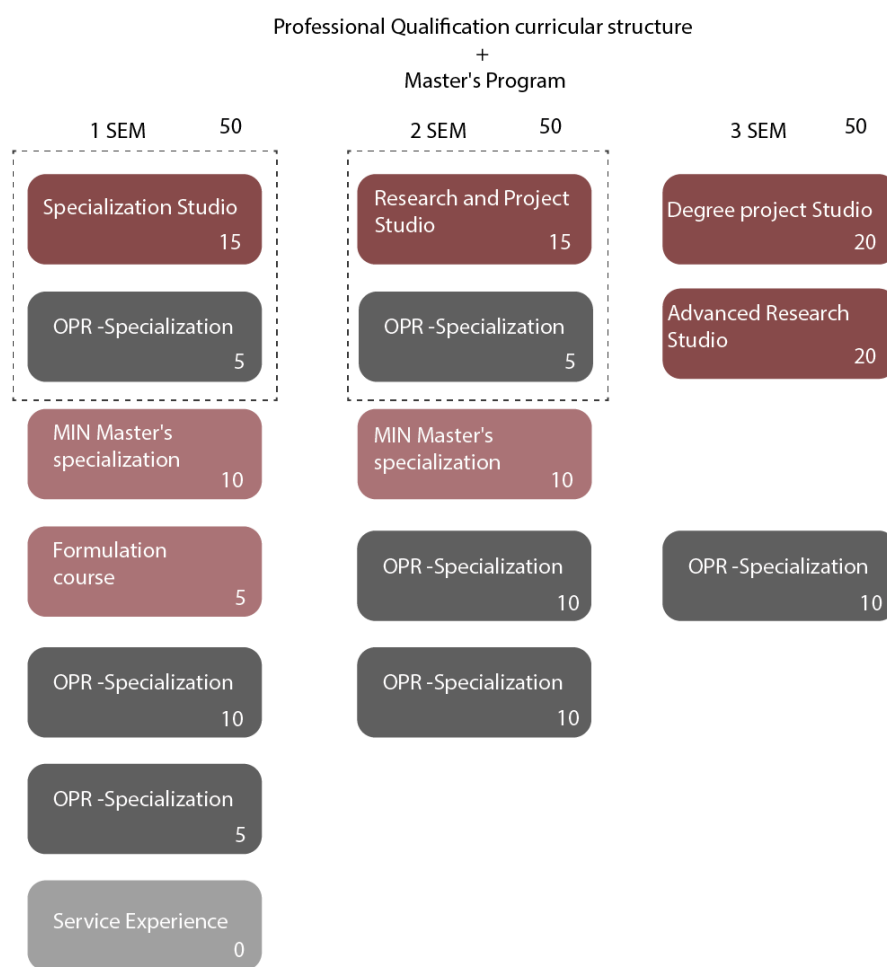 Professional Qualification curricular structure
+
Master's Program
1 SEM 50
2 SEM 50
3 SEM 50
Specialization Studio
15
OPR -Specialization
5
MIN Master's
specialization
10
Formulation
course
5
OPR -Specialization
10
OPR -Specialization
5
Service Experience
0
Research and Project
Studio
15
OPR -Specialization
5
MIN Master's
specialization
10
OPR -Specialization
10
OPR -Specialization
10
Degree project Studio
20
Advanced Research
Studio
20
OPR -Specialization
10